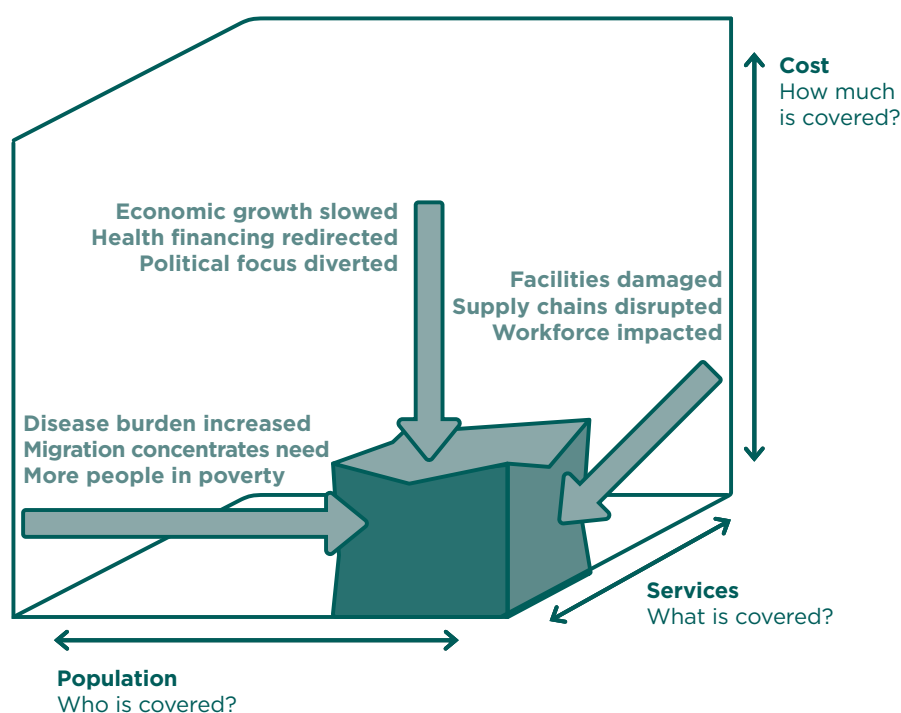 Cost
How much
is covered?
Economic growth slowed
Health financing redirected
Political focus diverted
Facilities damaged
Supply chains disrupted
Workforce impacted
Disease burden increased
Migration concentrates need
More people in poverty
Services
What is covered?
Population
Who is covered?